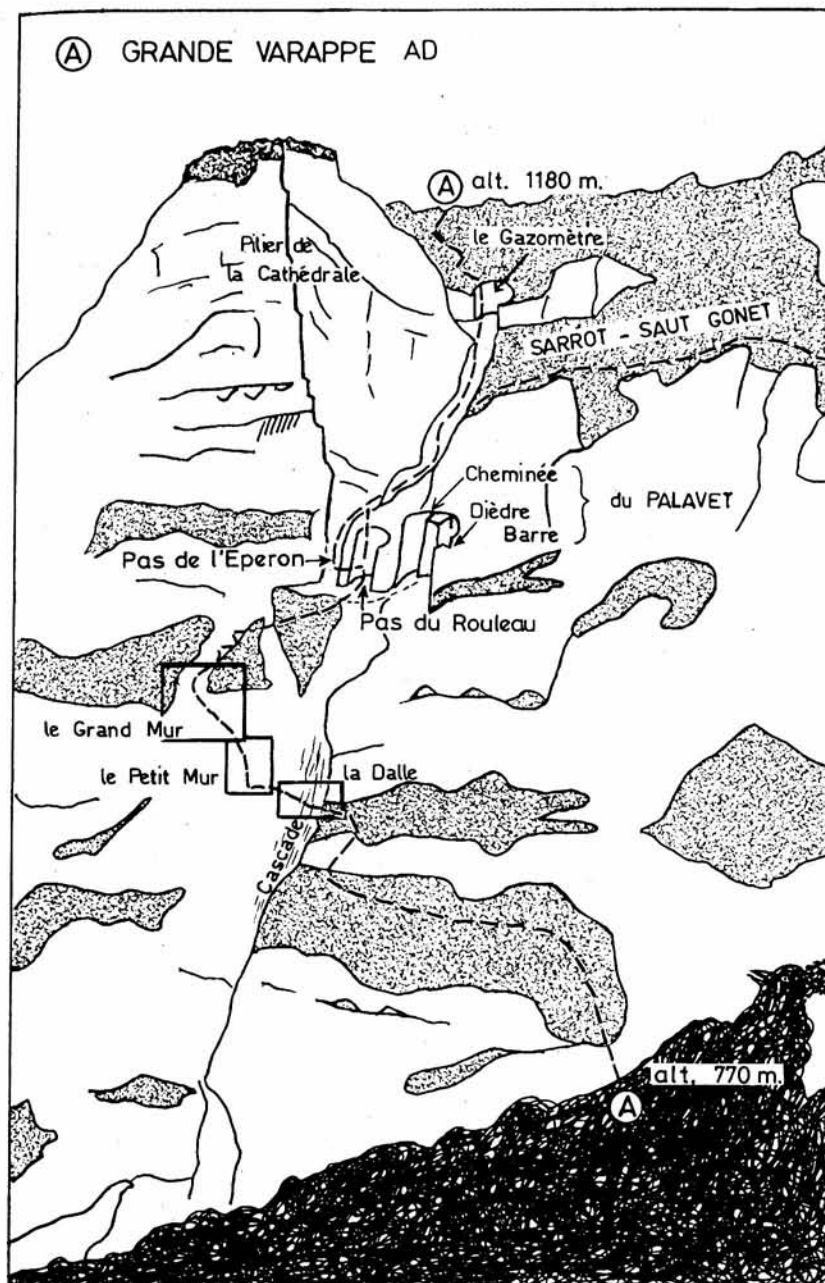 Ⓐ GRANDE VARAPPE AD
Ⓐ alt. 1180 m.
le Gazomètre
Pilier de
la Cathédrale
SARROT - SAUT GONET
Cheminée
Dièdre
Barre
du PALAVET
Pas de l'Eperon
Pas du Rouleau
le Grand Mur
le Petit Mur
la Dalle
Cascade
alt, 770 m.
Ⓐ